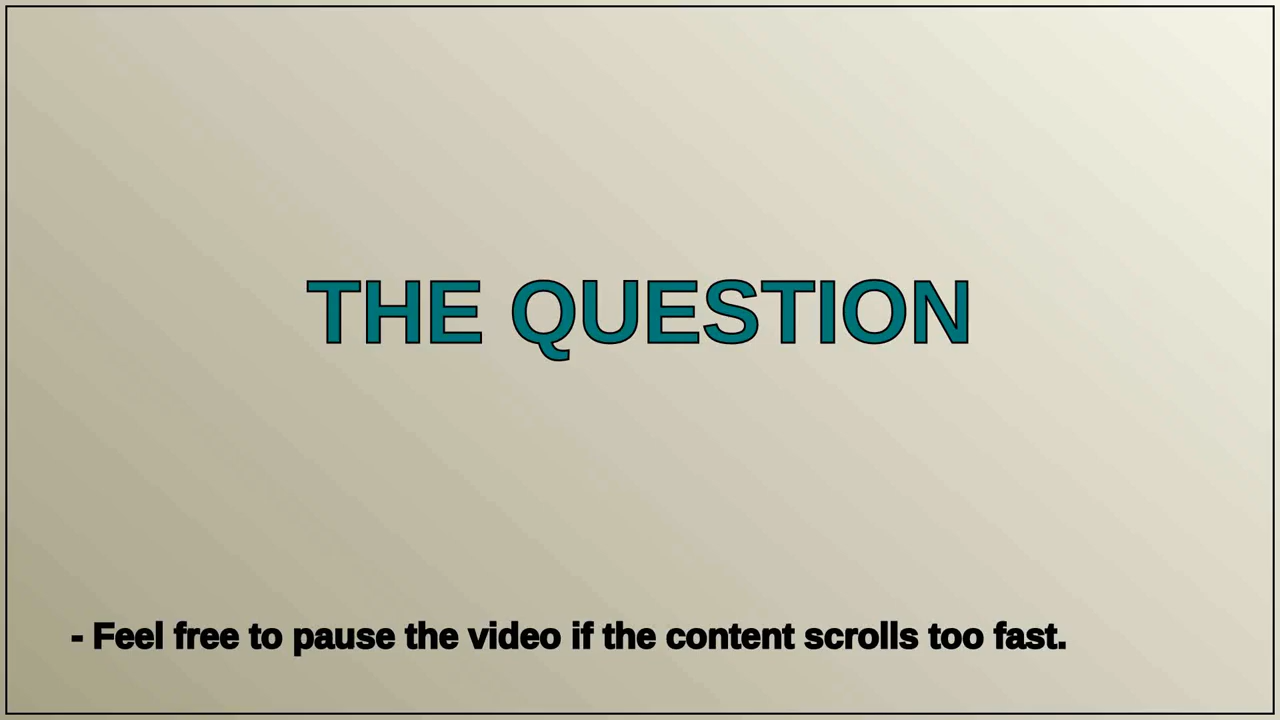 THE QUESTION
- Feel free to pause the video if the content scrolls too fast.